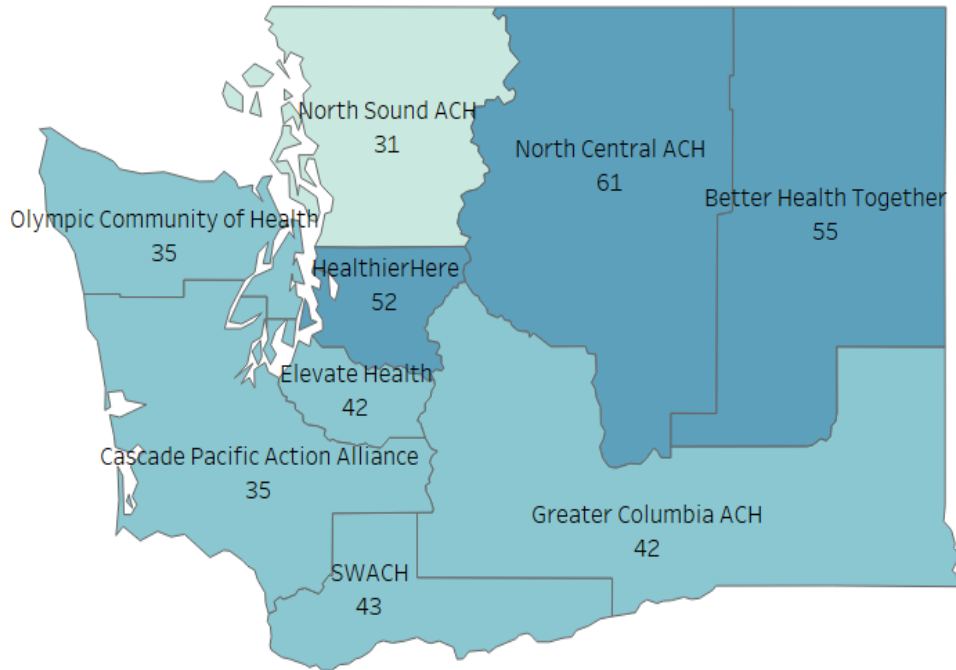 North Sound ACH
31
North Central ACH
61
Better Health Together
55
Olympic Community of Health
35
HealthierHere
52
Elevate Health
42
Cascade Pacific Action Alliance
35
Greater Columbia ACH
42
SWACH
43